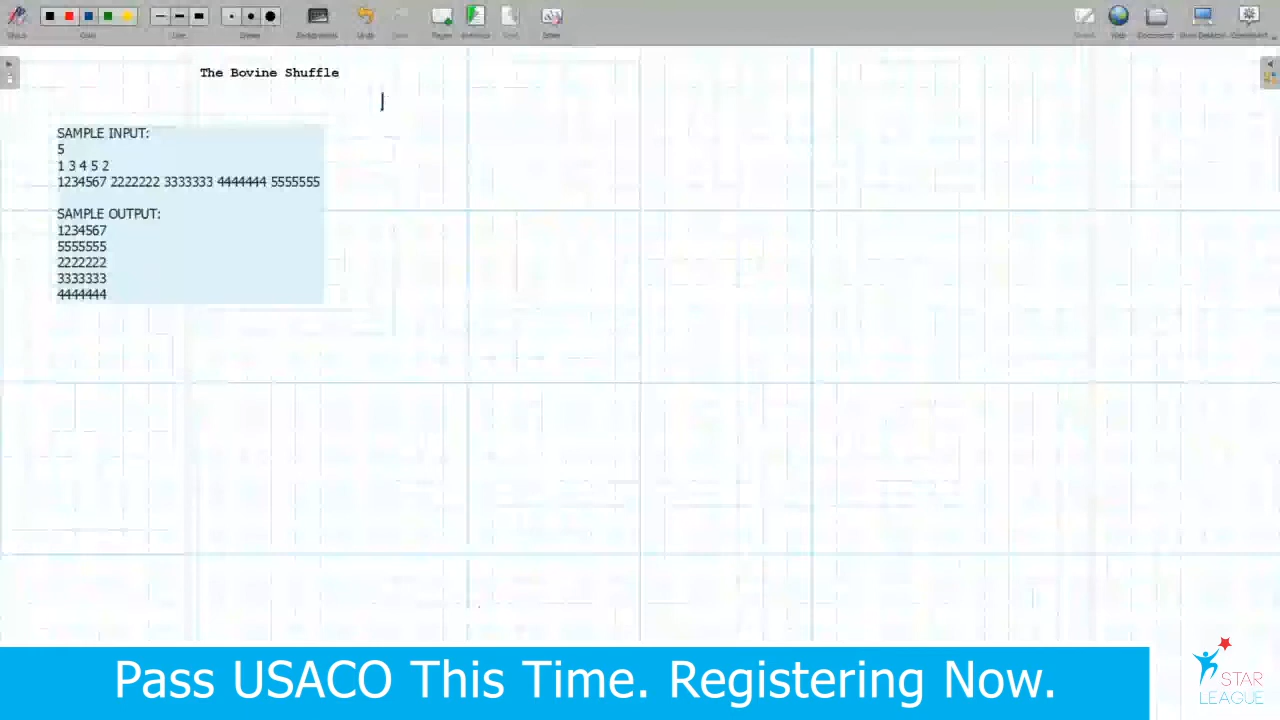 The Bovine Shuffle
SAMPLE INPUT:
5
1 3 4 5 2
1234567 2222222 3333333 4444444 5555555
SAMPLE OUTPUT:
1234567
5555555
2222222
3333333
4444444
Pass USACO This Time. Registering Now.
STAR
LEAGUE